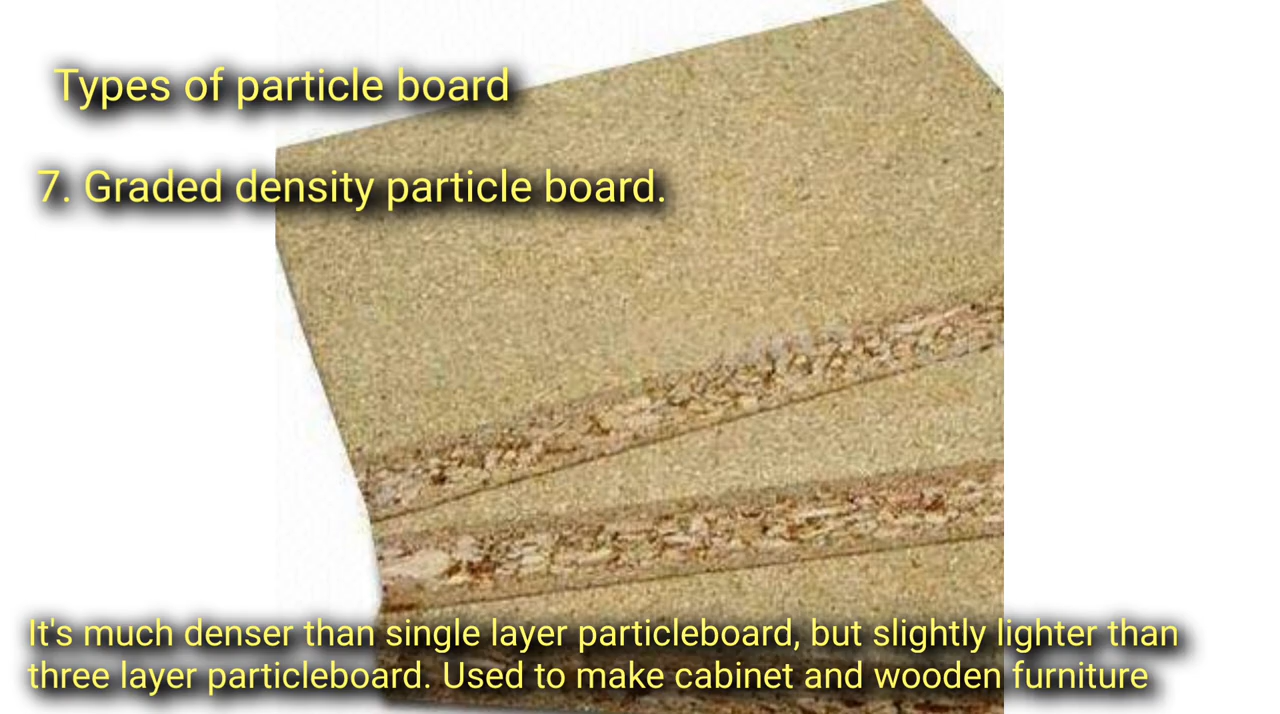 Types of particle board
7. Graded density particle board.
It's much denser than single layer particleboard, but slightly lighter than
three layer particleboard. Used to make cabinet and wooden furniture